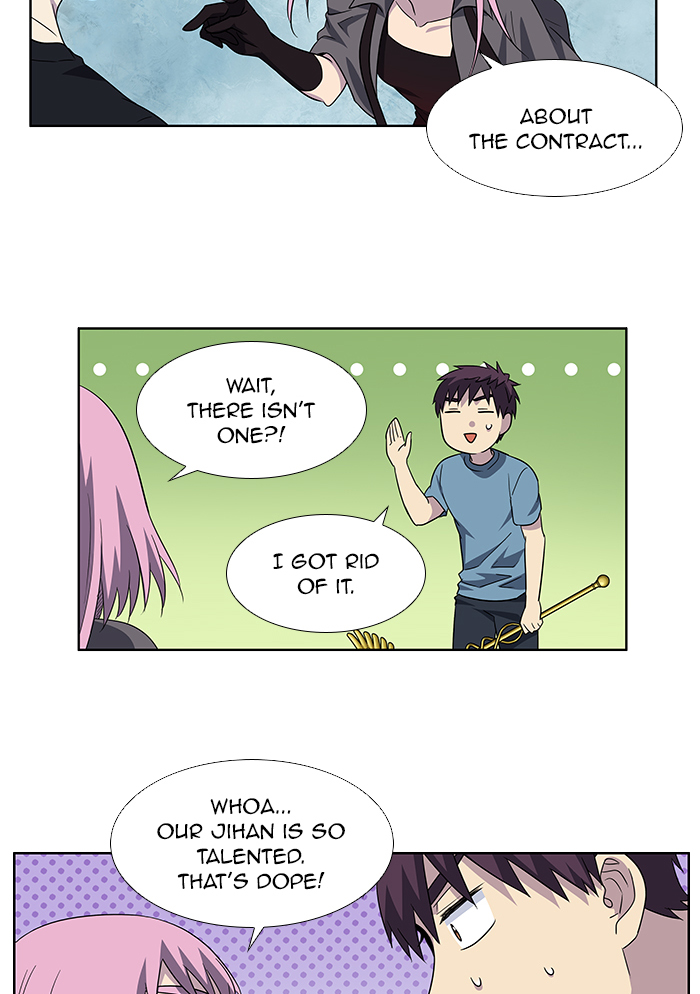 ABOUT
THE CONTRACT...
WAIT,
THERE ISN'T
ONE?!
I GOT RID
OF IT.
WHOA...
OUR JIHAN IS SO
TALENTED.
THAT'S DOPE!